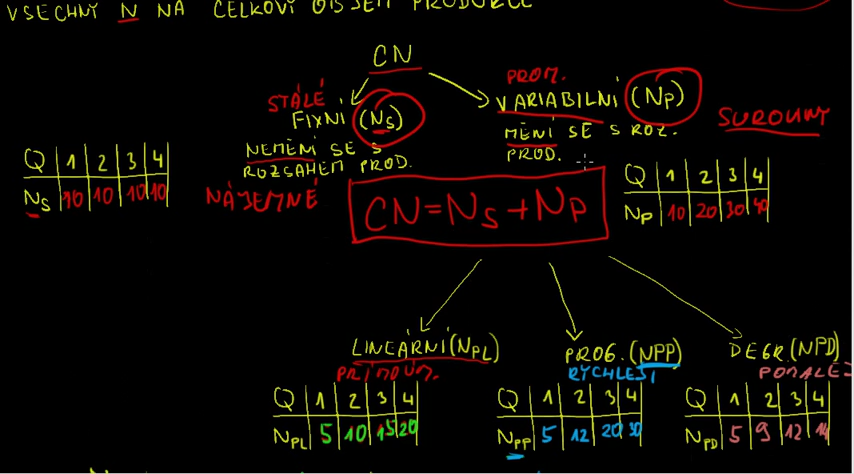 VŠECHNY N NA CELKOVÝ OBJEM PRODUKCE
CN
STÁLÉ
FIXNÍ (NS)
NEMĚNÍ SE S
ROZSAHEM PROD.
NÁJEMNÉ
PROM.
VARIABILNÍ (NP)
MĚNÍ SE S ROZ.
PROD.
SUROVINY
Q 1 2 3 4
NS 10 10 10 10
CN=NS+NP
Q 1 2 3 4
NP 10 20 30 40
LINEÁRNÍ (NPL)
PROG. (NPP)
RYCHLEJI
DEGR. (NPD)
Q 1 2 3 4
NPL 5 10 15 20
Q 1 2 3 4
NPP 5 12 20 30
Q 1 2 3 4
NPD 5 9 12 14